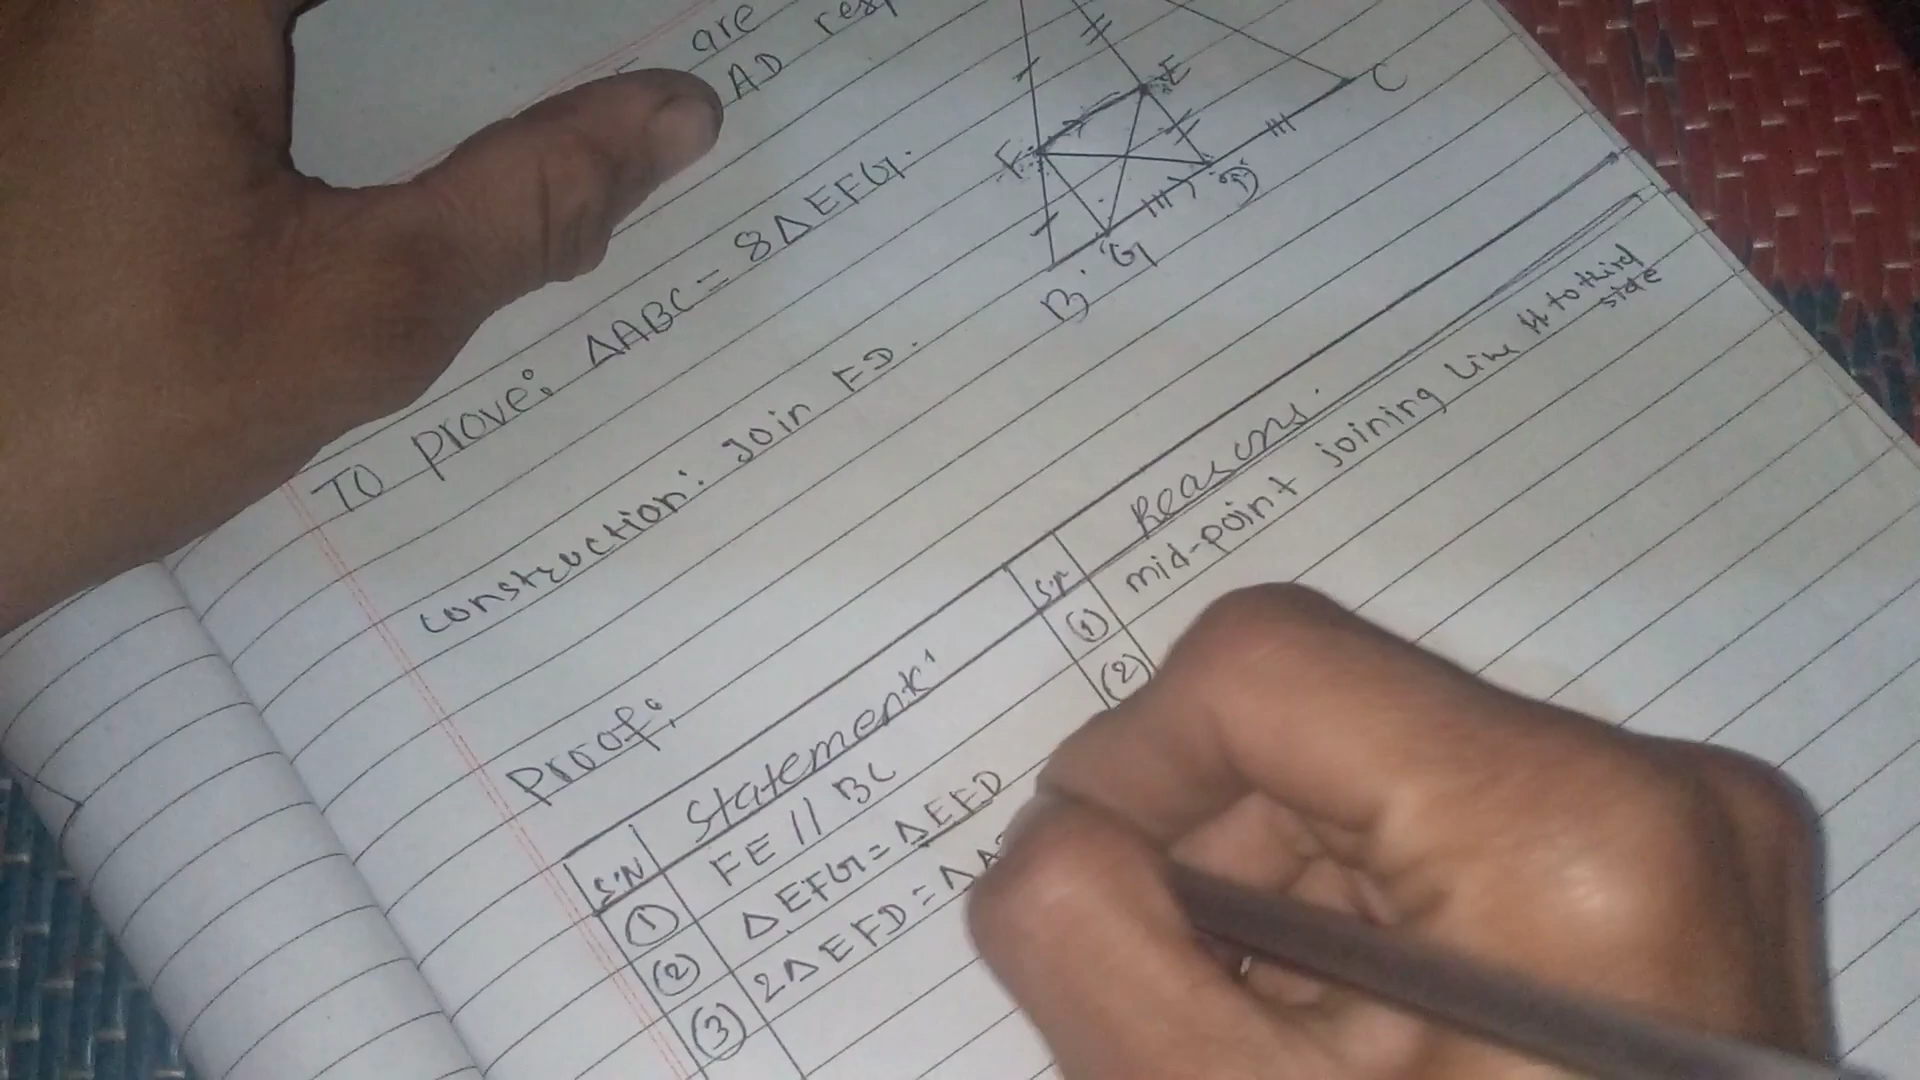 are
AD resp
E
C
F
D
G
B
To prove: ΔABC = 8ΔEFG.
Construction: Join FD.
Proof:
S.N Statement S.N Reasons.
(1) FE // BC (1) mid-point joining line // to third side
(2) ΔEFG = ΔEFD (2)
(3) 2ΔEFD = ΔA